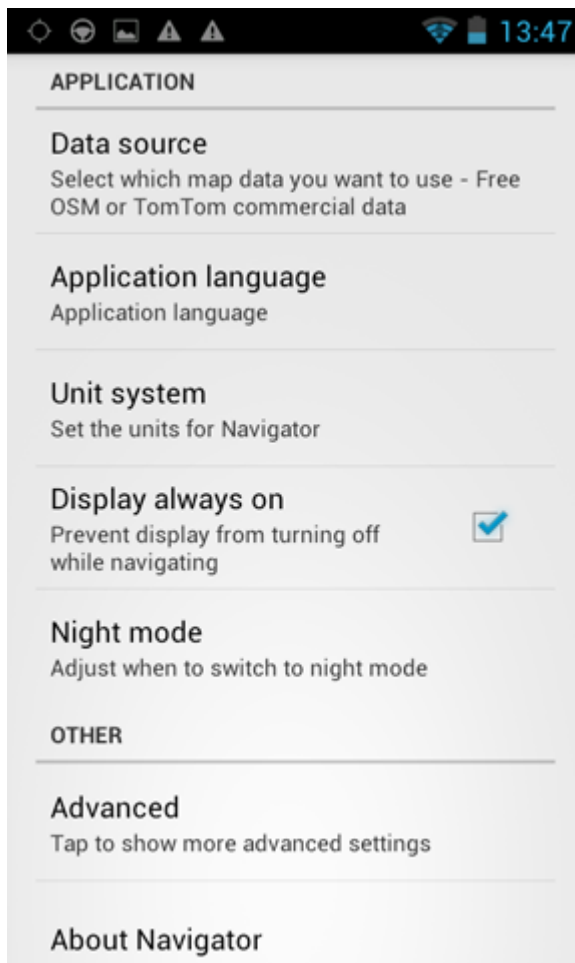 13:47
APPLICATION
Data source
Select which map data you want to use - Free
OSM or TomTom commercial data
Application language
Application language
Unit system
Set the units for Navigator
Display always on
Prevent display from turning off
while navigating
Night mode
Adjust when to switch to night mode
OTHER
Advanced
Tap to show more advanced settings
About Navigator